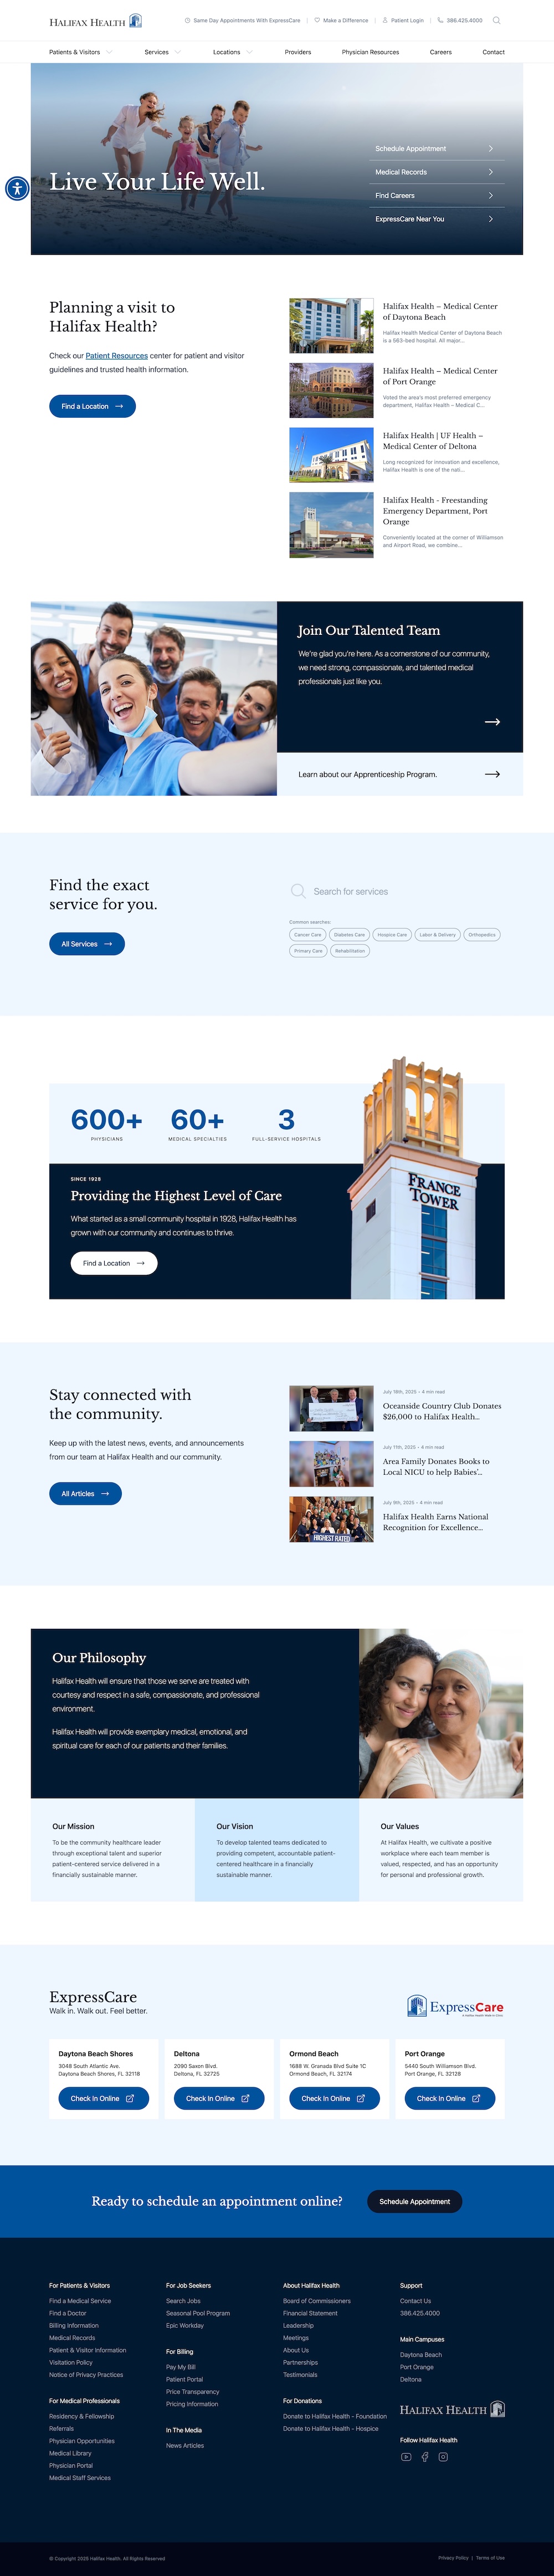 HALIFAX HEALTH
Same Day Appointments With ExpressCare
Make a Difference
Patient Login
386.425.4000
Patients & Visitors
Services
Locations
Providers
Physician Resources
Careers
Contact
Live Your Life Well.
Schedule Appointment
Medical Records
Find Careers
ExpressCare Near You
Planning a visit to
Halifax Health?
Check our Patient Resources center for patient and visitor
guidelines and trusted health information.
Find a Location
Halifax Health – Medical Center
of Daytona Beach
Halifax Health Medical Center of Daytona Beach
is a 563-bed hospital. All major...
Halifax Health – Medical Center
of Port Orange
Voted the area's most preferred emergency
department, Halifax Health – Medical C...
Halifax Health | UF Health –
Medical Center of Deltona
Long recognized for innovation and excellence,
Halifax Health is one of the nati...
Halifax Health - Freestanding
Emergency Department, Port
Orange
Conveniently located at the corner of Williamson
and Airport Road, we combine...
Join Our Talented Team
We're glad you're here. As a cornerstone of our community,
we need strong, compassionate, and talented medical
professionals just like you.
Learn about our Apprenticeship Program.
Find the exact
service for you.
All Services
Search for services
Common searches:
Cancer Care
Diabetes Care
Hospice Care
Labor & Delivery
Orthopedics
Primary Care
Rehabilitation
600+
PHYSICIANS
60+
MEDICAL SPECIALTIES
3
FULL-SERVICE HOSPITALS
FRANCE
TOWER
SINCE 1928
Providing the Highest Level of Care
What started as a small community hospital in 1928, Halifax Health has
grown with our community and continues to thrive.
Find a Location
Stay connected with
the community.
Keep up with the latest news, events, and announcements
from our team at Halifax Health and our community.
All Articles
July 18th, 2025 • 4 min read
Oceanside Country Club Donates
$26,000 to Halifax Health...
July 11th, 2025 • 4 min read
Area Family Donates Books to
Local NICU to help Babies'...
July 9th, 2025 • 4 min read
Halifax Health Earns National
Recognition for Excellence...
HIGHEST RATED
Our Philosophy
Halifax Health will ensure that those we serve are treated with
courtesy and respect in a safe, compassionate, and professional
environment.
Halifax Health will provide exemplary medical, emotional, and
spiritual care for each of our patients and their families.
Our Mission
To be the community healthcare leader
through exceptional talent and superior
patient-centered service delivered in a
financially sustainable manner.
Our Vision
To develop talented teams dedicated to
providing competent, accountable patient-
centered healthcare in a financially
sustainable manner.
Our Values
At Halifax Health, we cultivate a positive
workplace where each team member is
valued, respected, and has an opportunity
for personal and professional growth.
ExpressCare
Walk in. Walk out. Feel better.
ExpressCare
Daytona Beach Shores
3048 South Atlantic Ave.
Daytona Beach Shores, FL 32118
Check In Online
Deltona
2090 Saxon Blvd.
Deltona, FL 32725
Check In Online
Ormond Beach
1688 W. Granada Blvd Suite 1C
Ormond Beach, FL 32174
Check In Online
Port Orange
5440 South Williamson Blvd.
Port Orange, FL 32128
Check In Online
Ready to schedule an appointment online?
Schedule Appointment
For Patients & Visitors
Find a Medical Service
Find a Doctor
Billing Information
Medical Records
Patient & Visitor Information
Visitation Policy
Notice of Privacy Practices
For Medical Professionals
Residency & Fellowship
Referrals
Physician Opportunities
Medical Library
Physician Portal
Medical Staff Services
For Job Seekers
Search Jobs
Seasonal Pool Program
Epic Workday
For Billing
Pay My Bill
Patient Portal
Price Transparency
Pricing Information
In The Media
News Articles
About Halifax Health
Board of Commissioners
Financial Statement
Leadership
Meetings
About Us
Partnerships
Testimonials
For Donations
Donate to Halifax Health - Foundation
Donate to Halifax Health - Hospice
Support
Contact Us
386.425.4000
Main Campuses
Daytona Beach
Port Orange
Deltona
HALIFAX HEALTH
Follow Halifax Health
© Copyright 2025 Halifax Health. All Rights Reserved
Privacy Policy | Terms of Use